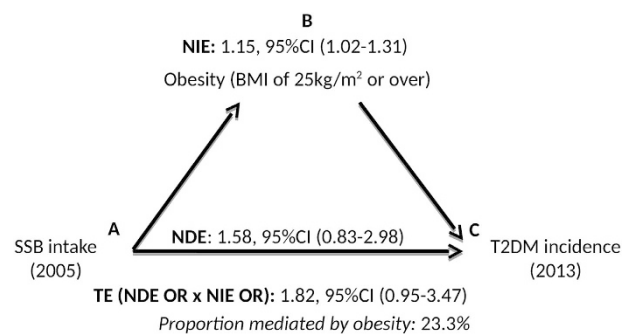 B
NIE: 1.15, 95%CI (1.02-1.31)
Obesity (BMI of 25kg/m² or over)
A
NDE: 1.58, 95%CI (0.83-2.98)
C
SSB intake
(2005)
T2DM incidence
(2013)
TE (NDE OR x NIE OR): 1.82, 95%CI (0.95-3.47)
Proportion mediated by obesity: 23.3%